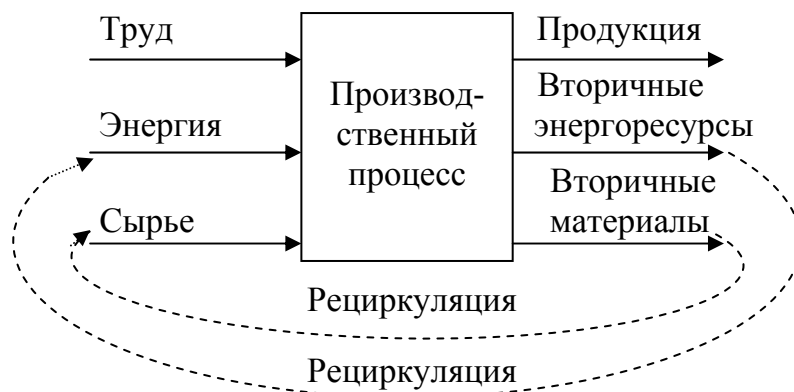 Труд
Энергия
Сырье
Производ-
ственный
процесс
Продукция
Вторичные
энергоресурсы
Вторичные
материалы
Рециркуляция
Рециркуляция